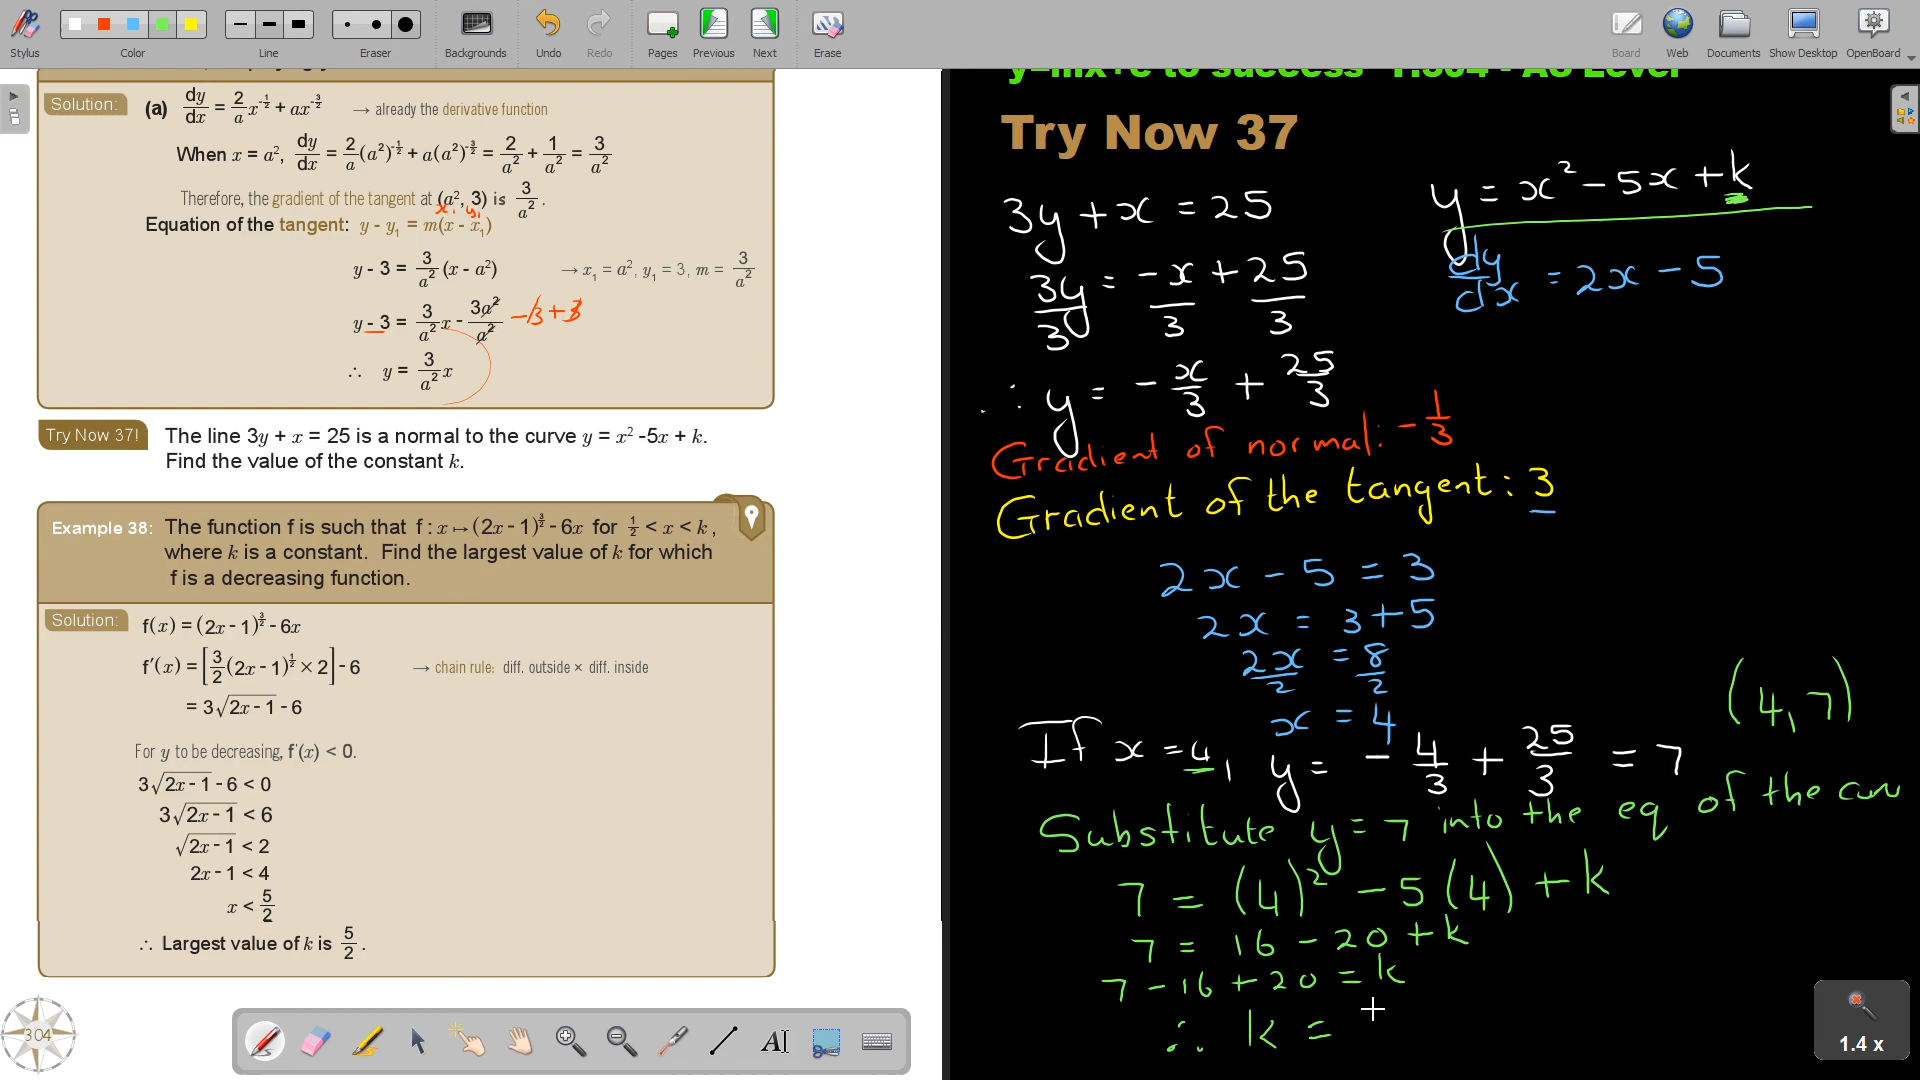 Stylus Color Line Eraser Backgrounds Undo Redo Pages Previous Next Erase Board Web Documents Show Desktop OpenBoard
Solution: (a) dy/dx = 2/a x^(-1/2) + ax^(-3/2) → already the derivative function
When x = a², dy/dx = 2/a (a²)^(-1/2) + a(a²)^(-3/2) = 2/a² + 1/a² = 3/a²
Therefore, the gradient of the tangent at (a², 3) is 3/a².
x₁ y₁
Equation of the tangent: y - y₁ = m(x - x₁)
y - 3 = 3/a² (x - a²) → x₁ = a², y₁ = 3, m = 3/a²
y - 3 = 3/a² x - 3a²/a² -3 + 3
∴ y = 3/a² x
Try Now 37! The line 3y + x = 25 is a normal to the curve y = x² -5x + k.
Find the value of the constant k.
Example 38: The function f is such that f : x ↦ (2x - 1)^(3/2) - 6x for 1/2 < x < k,
where k is a constant. Find the largest value of k for which
f is a decreasing function.
Solution: f(x) = (2x - 1)^(3/2) - 6x
f'(x) = [3/2 (2x - 1)^(1/2) × 2] - 6 → chain rule: diff. outside × diff. inside
= 3√(2x - 1) - 6
For y to be decreasing, f'(x) < 0.
3√(2x - 1) - 6 < 0
3√(2x - 1) < 6
√(2x - 1) < 2
2x - 1 < 4
x < 5/2
∴ Largest value of k is 5/2.
304
Try Now 37
3y + x = 25
3y/3 = -x/3 + 25/3
∴ y = - x/3 + 25/3
y = x² - 5x + k
dy/dx = 2x - 5
Gradient of normal: - 1/3
Gradient of the tangent: 3
2x - 5 = 3
2x = 3 + 5
2x/2 = 8/2
x = 4
(4, 7)
If x = 4, y = - 4/3 + 25/3 = 7
Substitute y = 7 into the eq of the curv
7 = (4)² - 5(4) + k
7 = 16 - 20 + k
7 - 16 + 20 = k
∴ k =
1.4 x